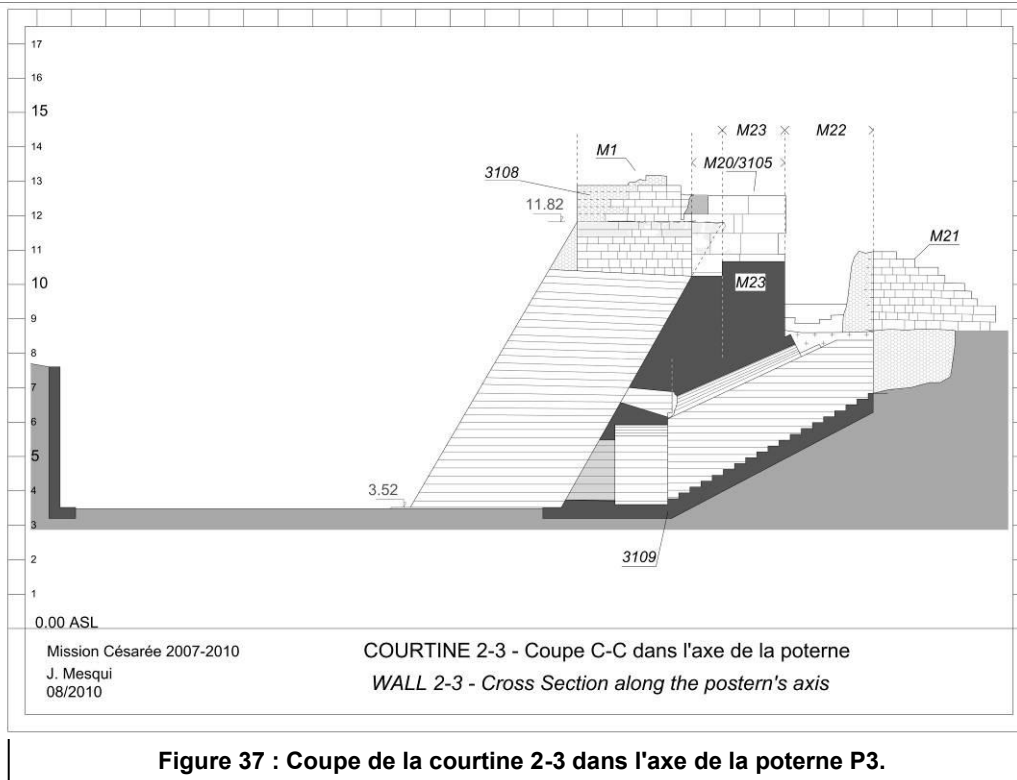 17
16
15
14
13
12
11
10
9
8
7
6
5
4
3
2
1
0.00 ASL
M23
M22
M1
M20/3105
3108
11.82
M21
M23
3.52
3109
Mission Césarée 2007-2010
J. Mesqui
08/2010
COURTINE 2-3 - Coupe C-C dans l'axe de la poterne
WALL 2-3 - Cross Section along the postern's axis
Figure 37 : Coupe de la courtine 2-3 dans l'axe de la poterne P3.